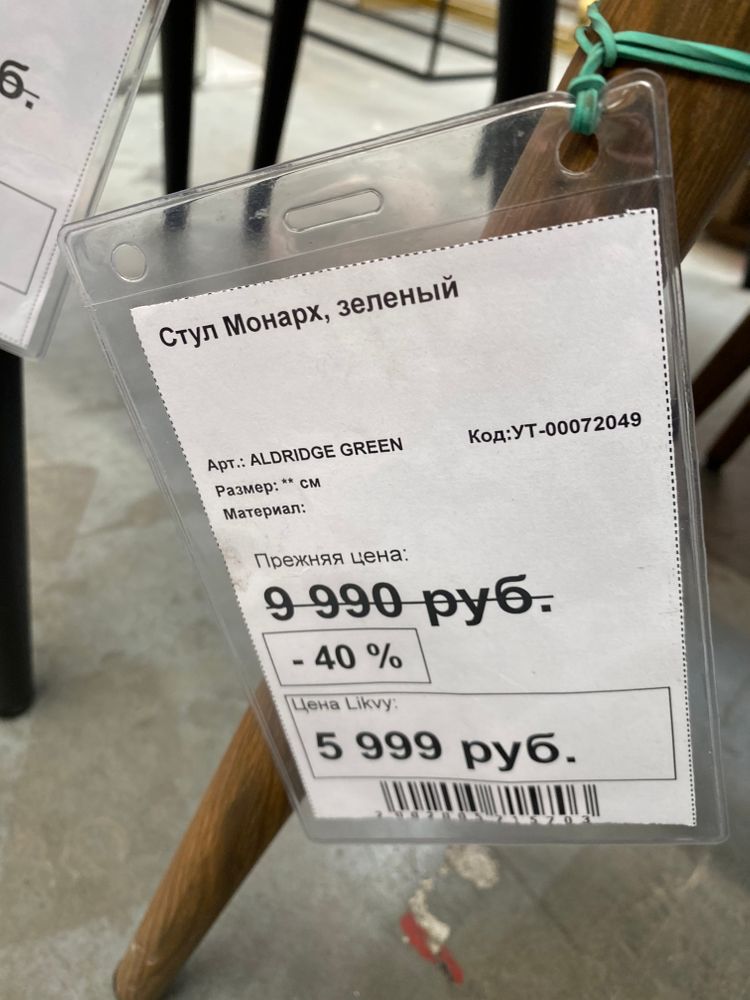 б.
Стул Монарх, зеленый
Арт.: ALDRIDGE GREEN
Код:УТ-00072049
Размер: ** см
Материал:
Прежняя цена:
9 990 руб.
- 40 %
Цена Likvy:
5 999 руб.